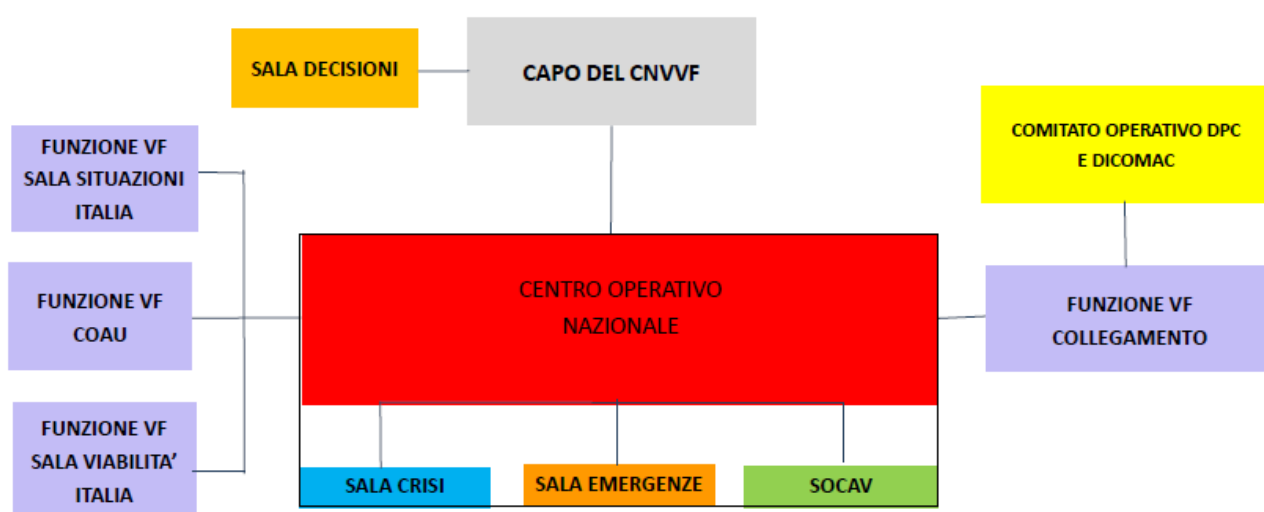 SALA DECISIONI
CAPO DEL CNVVF
COMITATO OPERATIVO DPC
E DICOMAC
FUNZIONE VF
SALA SITUAZIONI
ITALIA
CENTRO OPERATIVO
NAZIONALE
FUNZIONE VF
COAU
FUNZIONE VF
COLLEGAMENTO
FUNZIONE VF
SALA VIABILITA’
ITALIA
SALA CRISI
SALA EMERGENZE
SOCAV